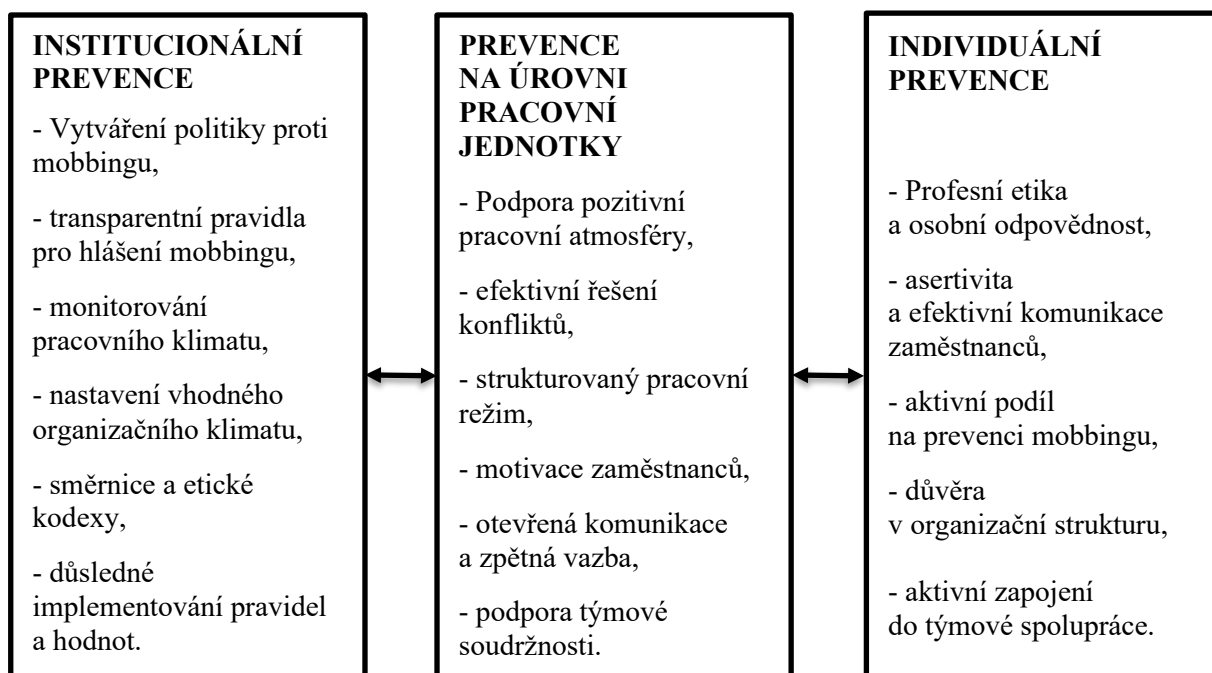 INSTITUCIONÁLNÍ
PREVENCE
- Vytváření politiky proti
mobbingu,
- transparentní pravidla
pro hlášení mobbingu,
- monitorování
pracovního klimatu,
- nastavení vhodného
organizačního klimatu,
- směrnice a etické
kodexy,
- důsledné
implementování pravidel
a hodnot.
PREVENCE
NA ÚROVNI
PRACOVNÍ
JEDNOTKY
- Podpora pozitivní
pracovní atmosféry,
- efektivní řešení
konfliktů,
- strukturovaný pracovní
režim,
- motivace zaměstnanců,
- otevřená komunikace
a zpětná vazba,
- podpora týmové
soudržnosti.
INDIVIDUÁLNÍ
PREVENCE
- Profesní etika
a osobní odpovědnost,
- asertivita
a efektivní komunikace
zaměstnanců,
- aktivní podíl
na prevenci mobbingu,
- důvěra
v organizační strukturu,
- aktivní zapojení
do týmové spolupráce.